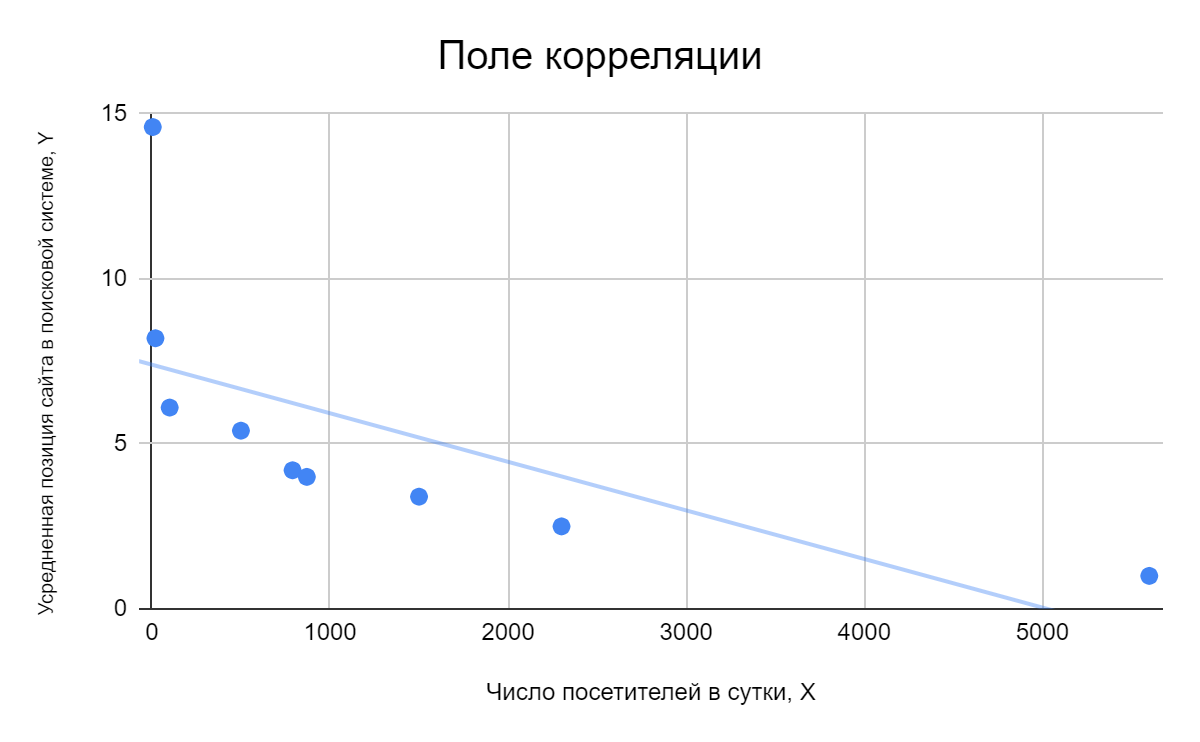 Поле корреляции
Усредненная позиция сайта в поисковой системе, Y
15
10
5
0
0 1000 2000 3000 4000 5000
Число посетителей в сутки, X